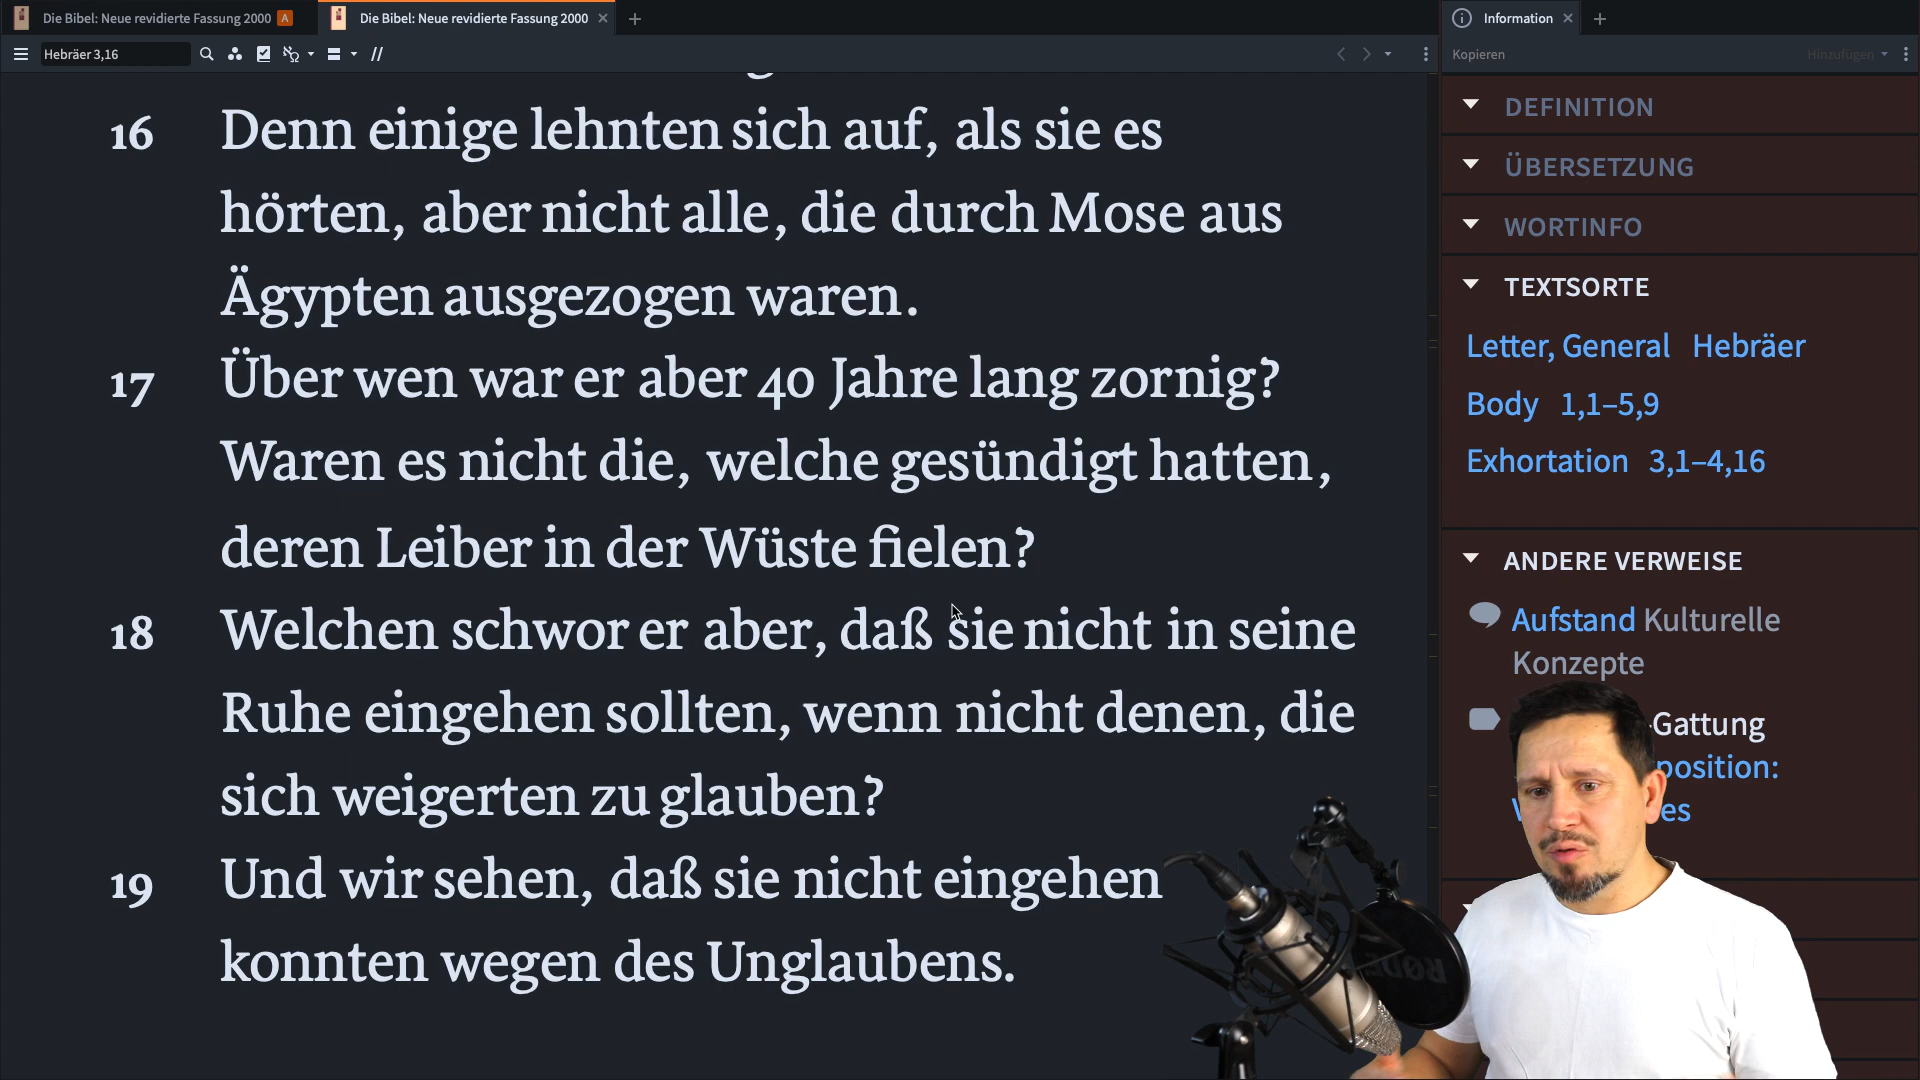 Die Bibel: Neue revidierte Fassung 2000 A
Die Bibel: Neue revidierte Fassung 2000
Information
Hebräer 3,16
Kopieren
Hinzufügen
16 Denn einige lehnten sich auf, als sie es
hörten, aber nicht alle, die durch Mose aus
Ägypten ausgezogen waren.
17 Über wen war er aber 40 Jahre lang zornig?
Waren es nicht die, welche gesündigt hatten,
deren Leiber in der Wüste fielen?
18 Welchen schwor er aber, daß sie nicht in seine
Ruhe eingehen sollten, wenn nicht denen, die
sich weigerten zu glauben?
19 Und wir sehen, daß sie nicht eingehen
konnten wegen des Unglaubens.
DEFINITION
ÜBERSETZUNG
WORTINFO
TEXTSORTE
Letter, General Hebräer
Body 1,1–5,9
Exhortation 3,1–4,16
ANDERE VERWEISE
Aufstand Kulturelle
Konzepte
-Gattung
position:
es
RØDE